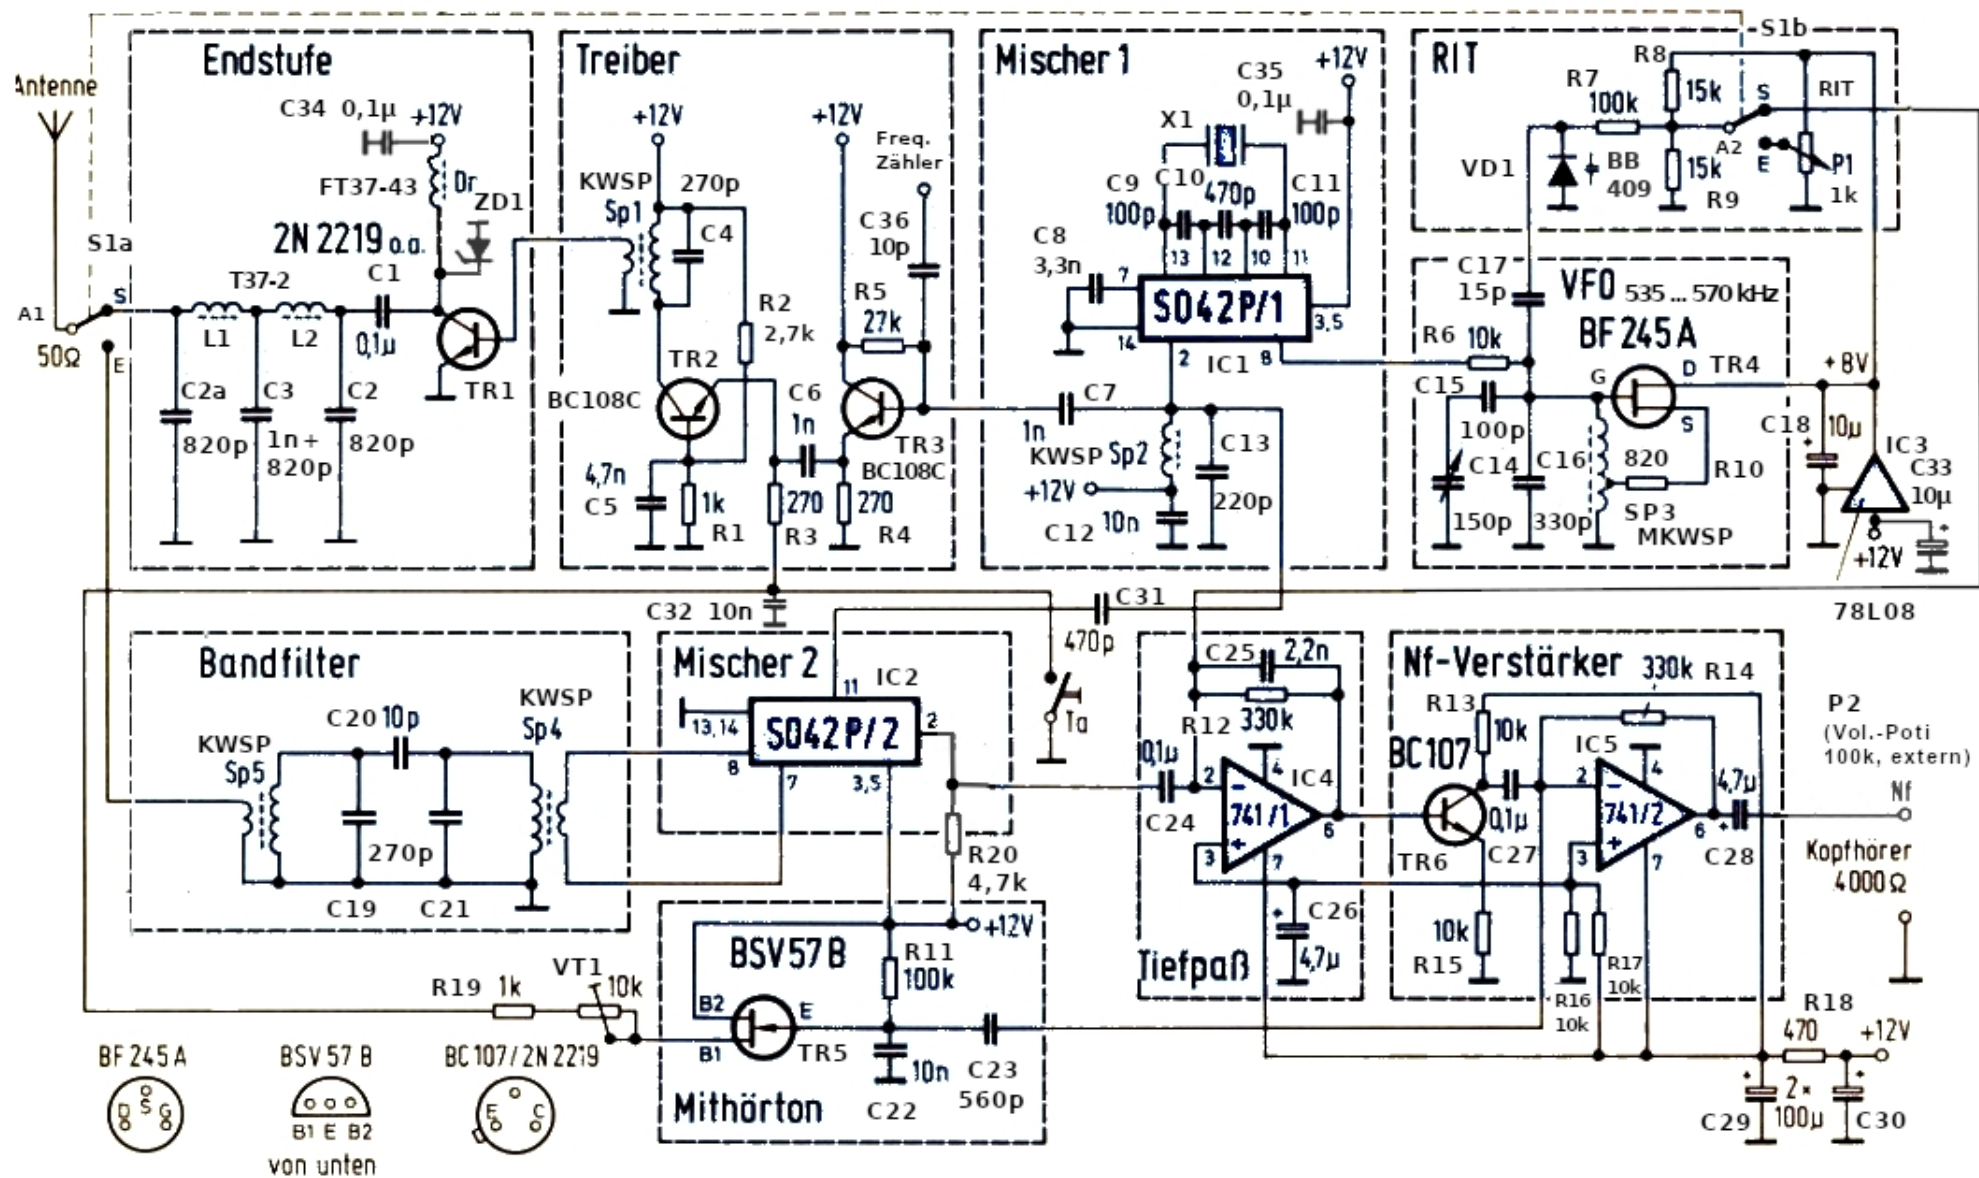 Endstufe
Antenne
C34 0,1µ
+12V
FT37-43
Dr
ZD1
2N 2219 o.ä.
S1a
T37-2
C1
A1
S
50Ω
E
L1
L2
0,1µ
TR1
C2a
820p
C3
1n+
820p
C2
820p
Treiber
+12V
+12V
Freq.
Zähler
KWSP
Sp1
270p
C4
C36
10p
R2
2,7k
R5
27k
TR2
BC108C
C6
1n
TR3
BC108C
4,7n
C5
1k
R1
270
R3
270
R4
Mischer 1
C35
0,1µ
+12V
X1
C9
100p
C10
470p
C11
100p
C8
3,3n
7
13
12
10
11
SO42P/1
3,5
14
2
8
IC1
C7
1n
KWSP
Sp2
+12V
C12
10n
C13
220p
RIT
S1b
R7
100k
R8
15k
S
RIT
A2
VD1
BB
409
15k
R9
E
P1
1k
C17
15p
VFO 535...570 kHz
BF 245 A
R6
10k
G
D
TR4
+8V
C15
100p
S
C18
10µ
IC3
C33
10µ
C14
150p
C16
330p
820
R10
SP3
MKWSP
+12V
78L08
C32 10n
C31
470p
Ta
Bandfilter
C20 10p
KWSP
Sp4
KWSP
Sp5
270p
C19
C21
Mischer 2
IC2
11
13,14
SO42P/2
2
8
7
3,5
R20
4,7k
C25
2,2n
R12
330k
0,1µ
2
4
IC4
741/1
-
+
C24
3
6
7
C26
4,7µ
Tiefpaß
Nf-Verstärker
330k
R14
R13
10k
BC107
IC5
2
4
741/2
-
+
4,7µ
0,1µ
TR6
C27
3
6
7
C28
10k
R15
R17
10k
R16
10k
P2
(Vol.-Poti
100k, extern)
Nf
Kopfhörer
4000Ω
R18
470
+12V
C29
2×
100µ
C30
+12V
BSV57B
R11
100k
B2
E
B1
TR5
10n
C22
C23
560p
Mithörton
R19
1k
VT1
10k
BF 245 A
D
S
G
BSV 57 B
B1 E B2
von unten
BC107/2N 2219
E
C